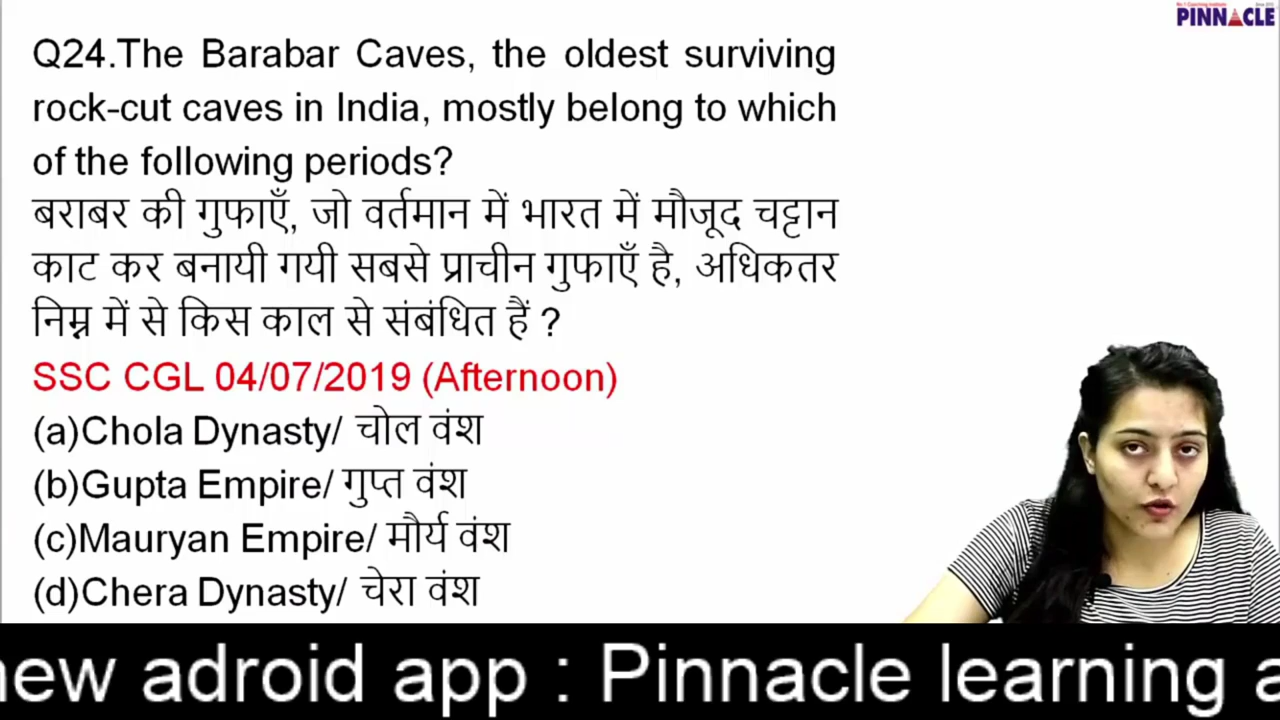 PINNACLE
Q24.The Barabar Caves, the oldest surviving
rock-cut caves in India, mostly belong to which
of the following periods?
बराबर की गुफाएँ, जो वर्तमान में भारत में मौजूद चट्टान
काट कर बनायी गयी सबसे प्राचीन गुफाएँ है, अधिकतर
निम्न में से किस काल से संबंधित हैं ?
SSC CGL 04/07/2019 (Afternoon)
(a)Chola Dynasty/ चोल वंश
(b)Gupta Empire/ गुप्त वंश
(c)Mauryan Empire/ मौर्य वंश
(d)Chera Dynasty/ चेरा वंश
new adroid app : Pinnacle learning a